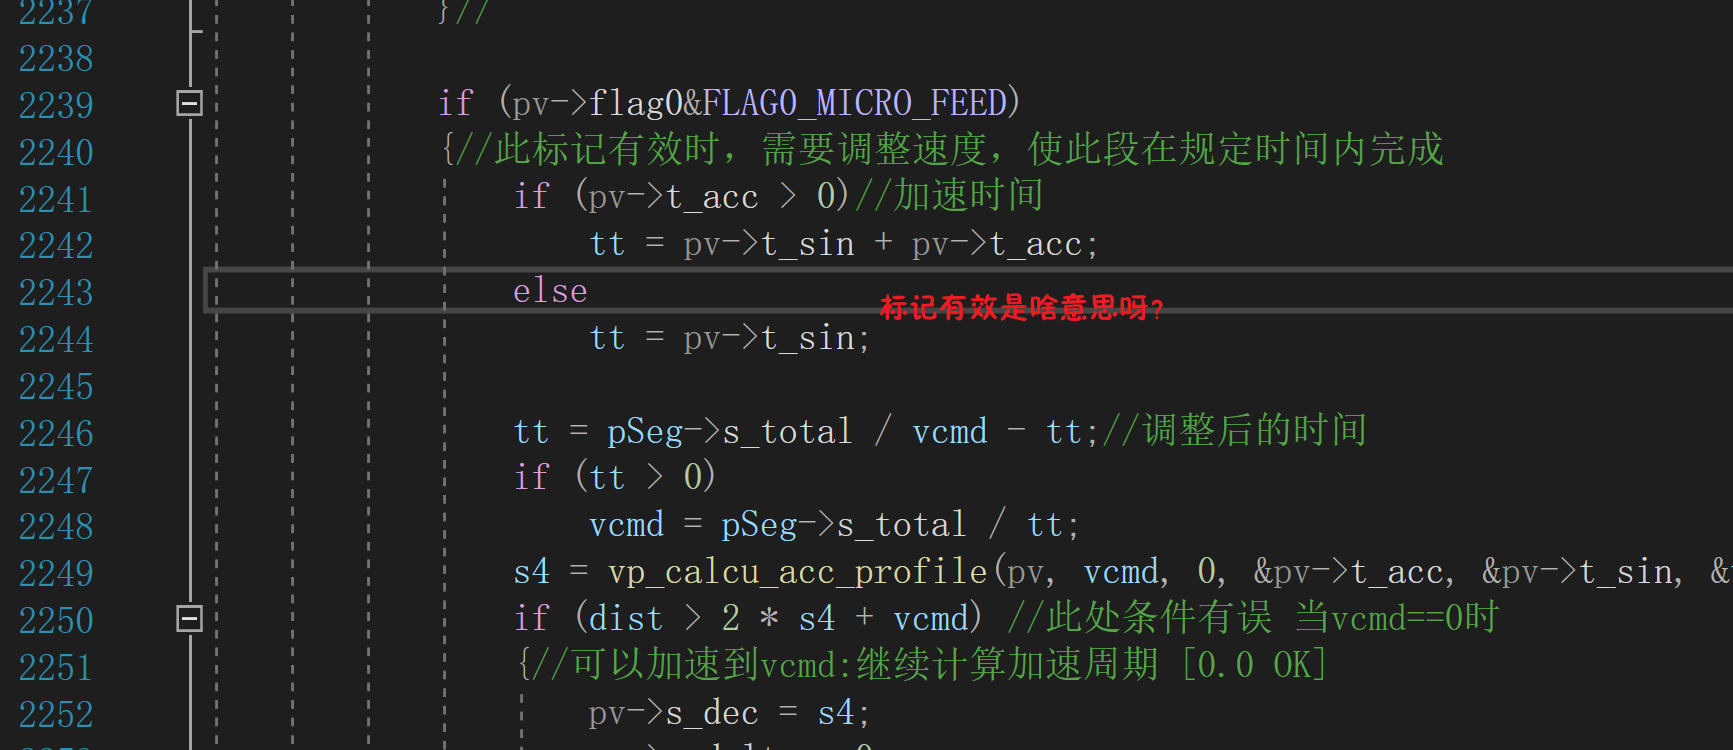 2237 }//
2238
2239 if (pv->flag0&FLAG0_MICRO_FEED)
2240 {//此标记有效时，需要调整速度，使此段在规定时间内完成
2241 if (pv->t_acc > 0)//加速时间
2242 tt = pv->t_sin + pv->t_acc;
2243 else
标记有效是啥意思呀?
2244 tt = pv->t_sin;
2245
2246 tt = pSeg->s_total / vcmd - tt;//调整后的时间
2247 if (tt > 0)
2248 vcmd = pSeg->s_total / tt;
2249 s4 = vp_calcu_acc_profile(pv, vcmd, 0, &pv->t_acc, &pv->t_sin, &
2250 if (dist > 2 * s4 + vcmd) //此处条件有误 当vcmd==0时
2251 {//可以加速到vcmd:继续计算加速周期 [0.0 OK]
2252 pv->s_dec = s4;